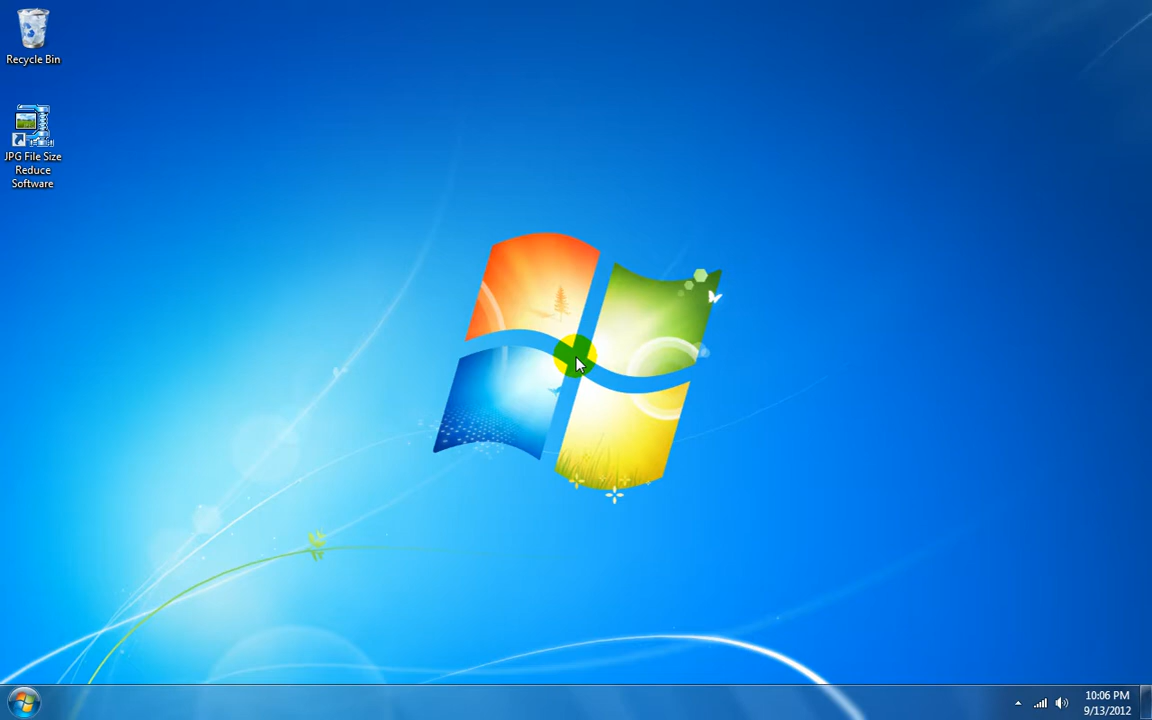 Recycle Bin
JPG File Size
Reduce
Software
10:06 PM
9/13/2012